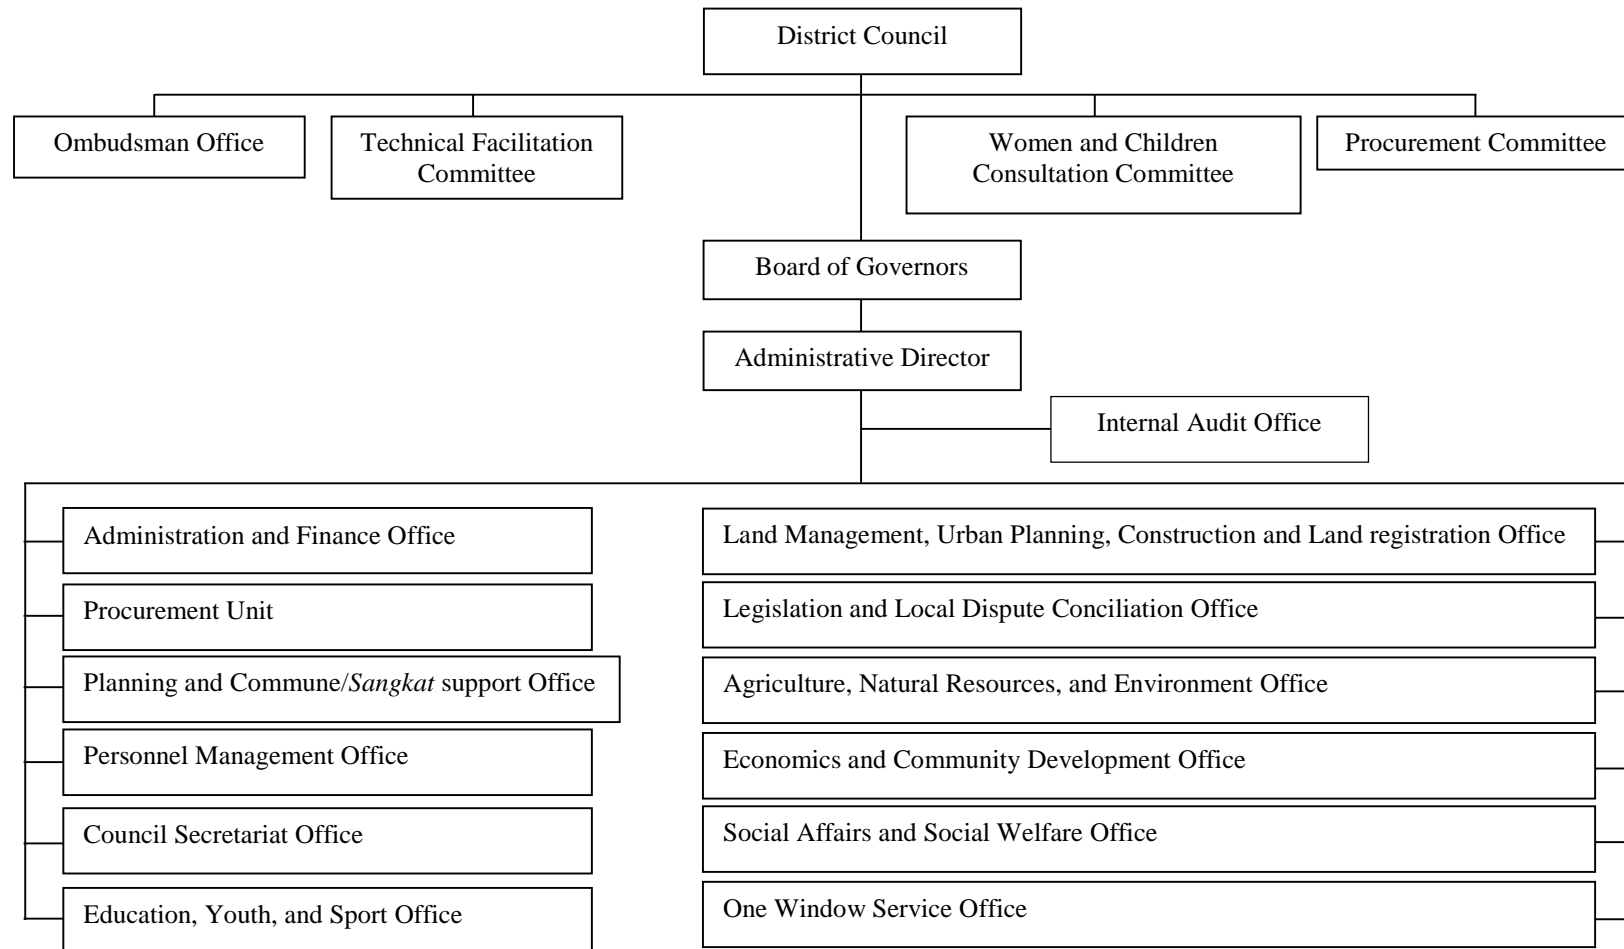 District Council
Ombudsman Office
Technical Facilitation
Committee
Women and Children
Consultation Committee
Procurement Committee
Board of Governors
Administrative Director
Internal Audit Office
Administration and Finance Office
Procurement Unit
Planning and Commune/Sangkat support Office
Personnel Management Office
Council Secretariat Office
Education, Youth, and Sport Office
Land Management, Urban Planning, Construction and Land registration Office
Legislation and Local Dispute Conciliation Office
Agriculture, Natural Resources, and Environment Office
Economics and Community Development Office
Social Affairs and Social Welfare Office
One Window Service Office